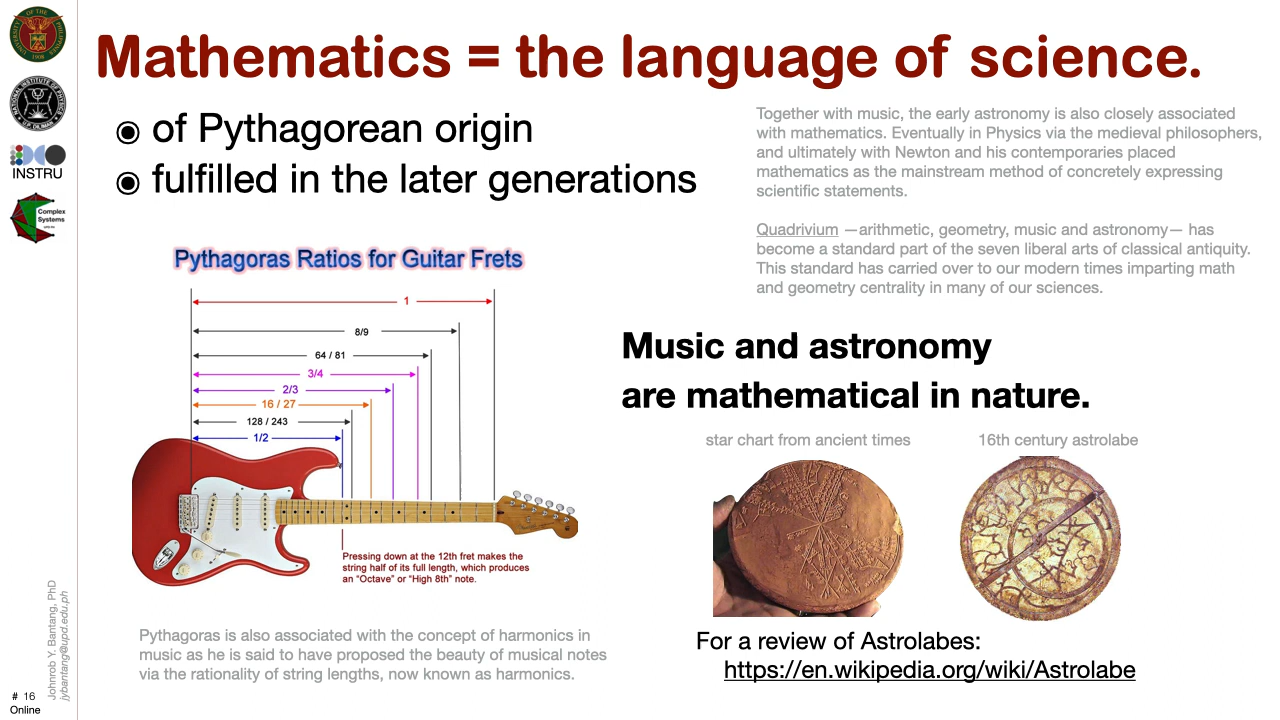 Mathematics = the language of science.
◉ of Pythagorean origin
◉ fulfilled in the later generations
Together with music, the early astronomy is also closely associated
with mathematics. Eventually in Physics via the medieval philosophers,
and ultimately with Newton and his contemporaries placed
mathematics as the mainstream method of concretely expressing
scientific statements.
Quadrivium —arithmetic, geometry, music and astronomy— has
become a standard part of the seven liberal arts of classical antiquity.
This standard has carried over to our modern times imparting math
and geometry centrality in many of our sciences.
Pythagoras Ratios for Guitar Frets
1
8/9
64 / 81
3/4
2/3
16 / 27
128 / 243
1/2
Pressing down at the 12th fret makes the
string half of its full length, which produces
an “Octave” or “High 8th” note.
Pythagoras is also associated with the concept of harmonics in
music as he is said to have proposed the beauty of musical notes
via the rationality of string lengths, now known as harmonics.
Music and astronomy
are mathematical in nature.
star chart from ancient times
16th century astrolabe
For a review of Astrolabes:
https://en.wikipedia.org/wiki/Astrolabe
UNIVERSITY OF THE PHILIPPINES
1908
NATIONAL INSTITUTE OF PHYSICS
U.P. DILIMAN
INSTRU
Complex
Systems
Johnrob Y. Bantang, PhD
jybantang@upd.edu.ph
# 16
Online